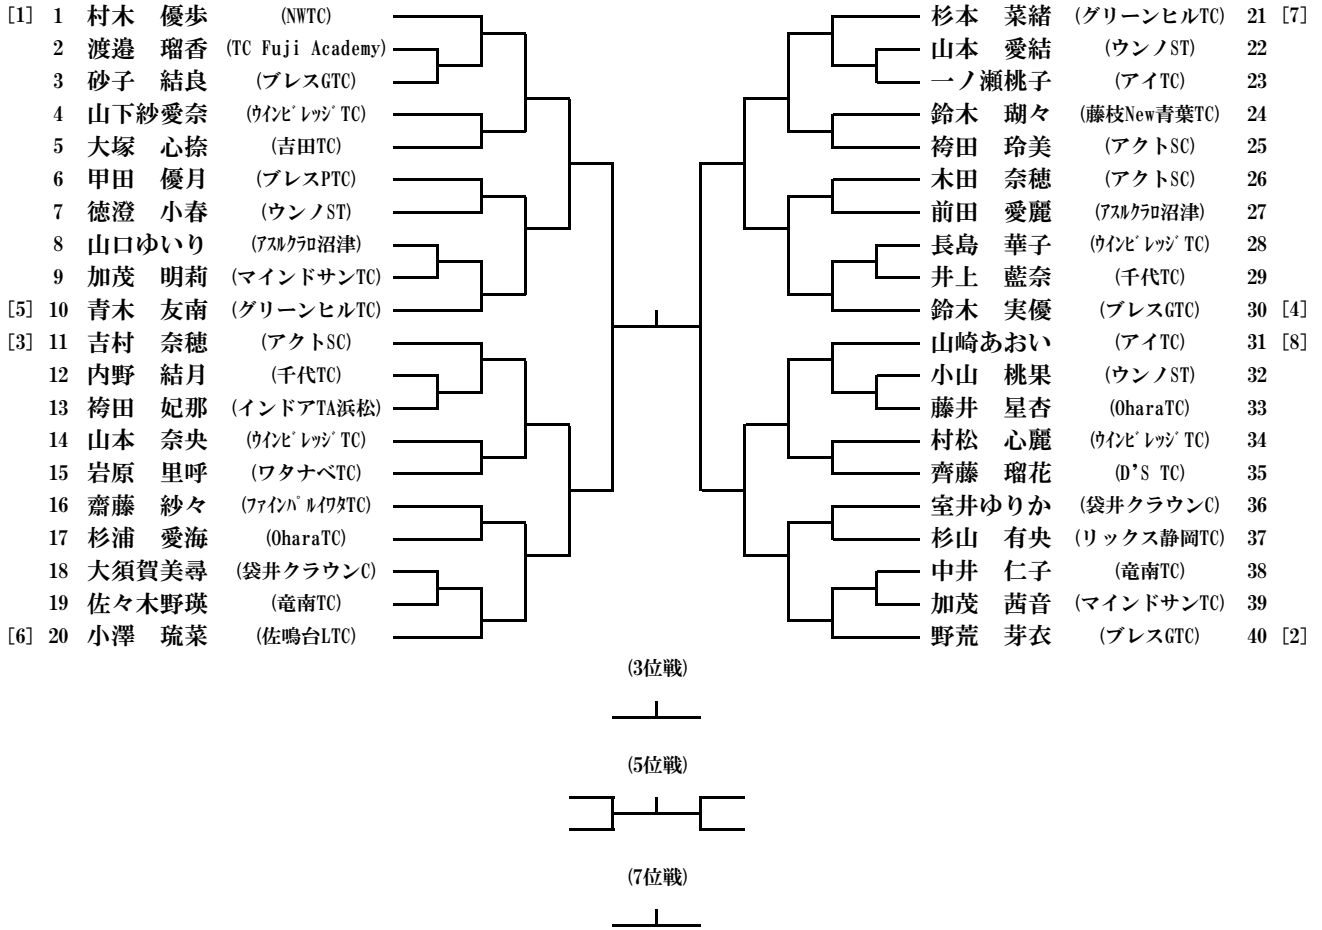 [1] 1 村木 優歩 (NWTC)
2 渡邉 瑠香 (TC Fuji Academy)
3 砂子 結良 (ブレスGTC)
4 山下紗愛奈 (ｳｲﾝﾋﾞﾚｯｼﾞTC)
5 大塚 心捺 (吉田TC)
6 甲田 優月 (ブレスPTC)
7 徳澄 小春 (ウンノST)
8 山口ゆいり (ｱｽﾙｸﾗﾛ沼津)
9 加茂 明莉 (マインドサンTC)
[5] 10 青木 友南 (グリーンヒルTC)
[3] 11 吉村 奈穂 (アクトSC)
12 内野 結月 (千代TC)
13 袴田 妃那 (インドアTA浜松)
14 山本 奈央 (ｳｲﾝﾋﾞﾚｯｼﾞTC)
15 岩原 里呼 (ワタナベTC)
16 齋藤 紗々 (ﾌｧｲﾝﾊﾟﾙｲﾜﾀTC)
17 杉浦 愛海 (OharaTC)
18 大須賀美尋 (袋井クラウンC)
19 佐々木野瑛 (竜南TC)
[6] 20 小澤 琉菜 (佐鳴台LTC)
杉本 菜緒 (グリーンヒルTC) 21 [7]
山本 愛結 (ウンノST) 22
一ノ瀬桃子 (アイTC) 23
鈴木 瑚々 (藤枝New青葉TC) 24
袴田 玲美 (アクトSC) 25
木田 奈穂 (アクトSC) 26
前田 愛麗 (ｱｽﾙｸﾗﾛ沼津) 27
長島 華子 (ｳｲﾝﾋﾞﾚｯｼﾞTC) 28
井上 藍奈 (千代TC) 29
鈴木 実優 (ブレスGTC) 30 [4]
山崎あおい (アイTC) 31 [8]
小山 桃果 (ウンノST) 32
藤井 星杏 (OharaTC) 33
村松 心麗 (ｳｲﾝﾋﾞﾚｯｼﾞTC) 34
齊藤 瑠花 (D’S TC) 35
室井ゆりか (袋井クラウンC) 36
杉山 有央 (リックス静岡TC) 37
中井 仁子 (竜南TC) 38
加茂 茜音 (マインドサンTC) 39
野荒 芽衣 (ブレスGTC) 40 [2]
(3位戦)
(5位戦)
(7位戦)